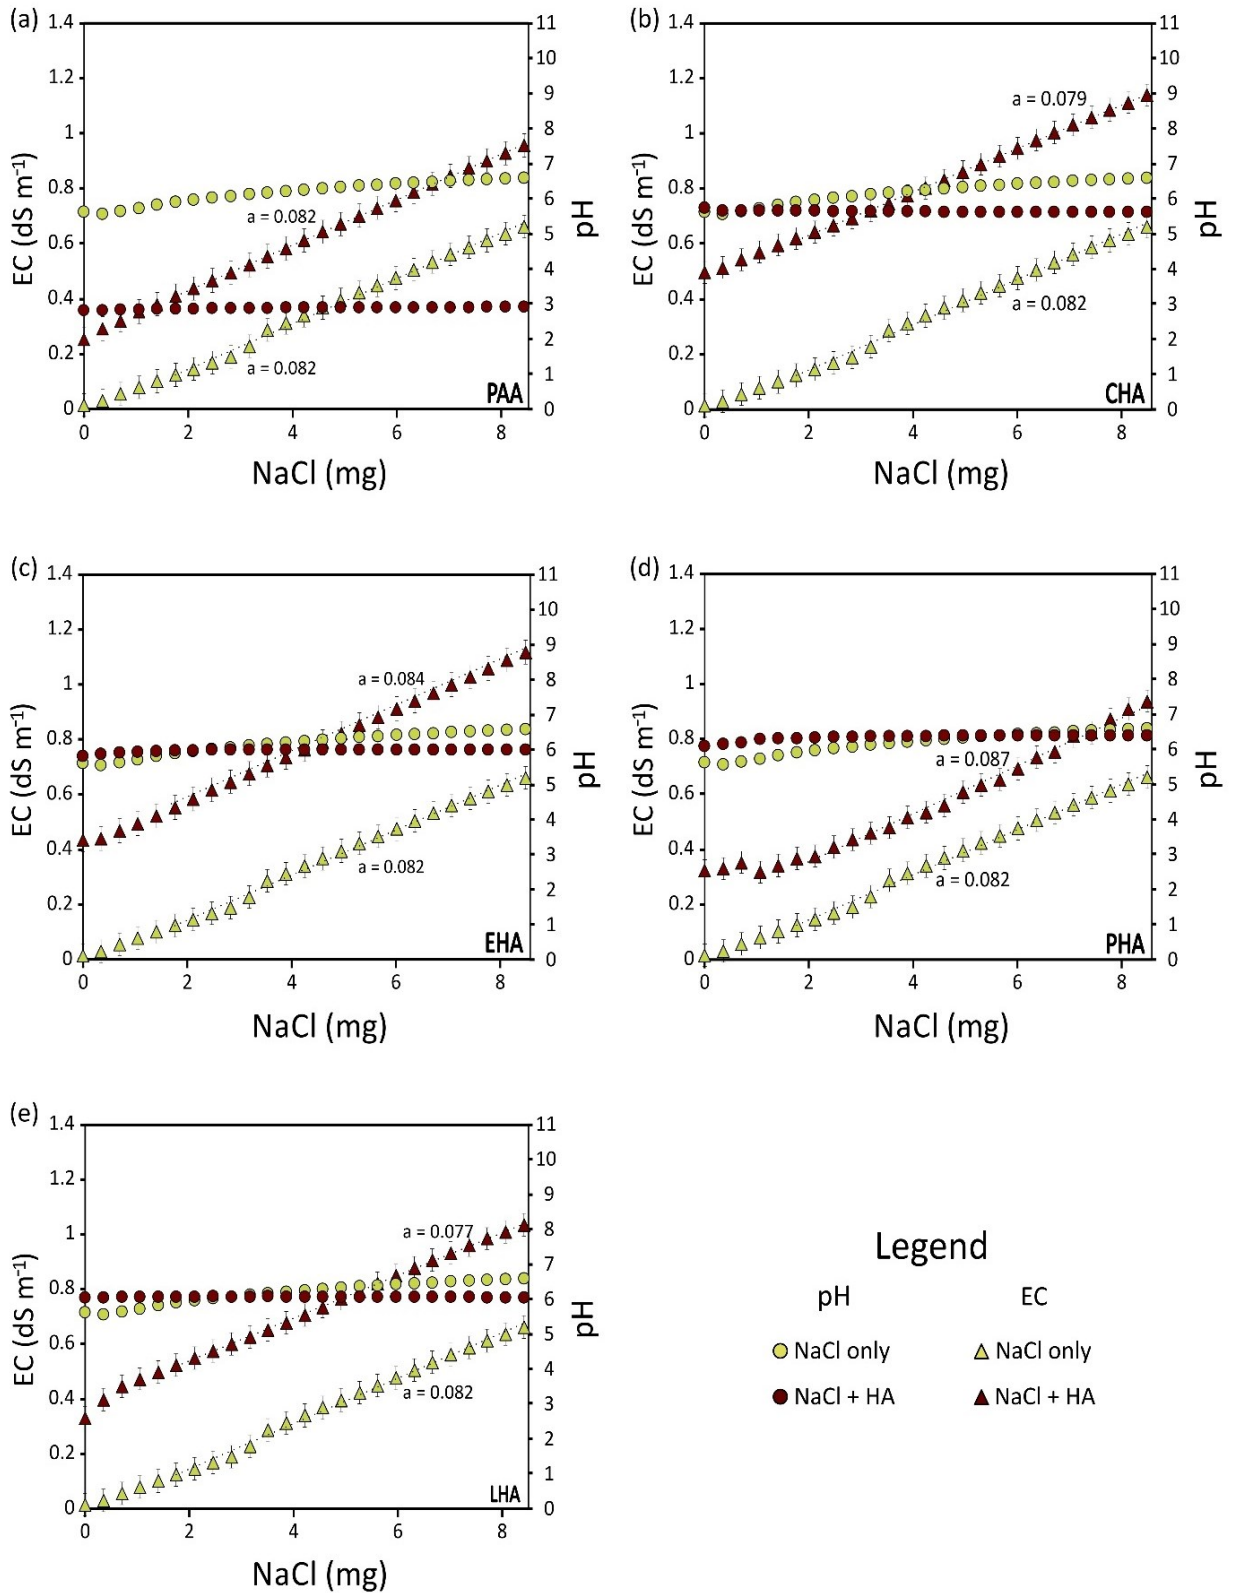 (a)
1.4
1.2
1
0.8
0.6
0.4
0.2
0
EC (dS m⁻¹)
11
10
9
8
7
6
5
4
3
2
1
0
pH
a = 0.082
a = 0.082
PAA
0 2 4 6 8
NaCl (mg)
(b)
1.4
1.2
1
0.8
0.6
0.4
0.2
0
EC (dS m⁻¹)
11
10
9
8
7
6
5
4
3
2
1
0
pH
a = 0.079
a = 0.082
CHA
0 2 4 6 8
NaCl (mg)
(c)
1.4
1.2
1
0.8
0.6
0.4
0.2
0
EC (dS m⁻¹)
11
10
9
8
7
6
5
4
3
2
1
0
pH
a = 0.084
a = 0.082
EHA
0 2 4 6 8
NaCl (mg)
(d)
1.4
1.2
1
0.8
0.6
0.4
0.2
0
EC (dS m⁻¹)
11
10
9
8
7
6
5
4
3
2
1
0
pH
a = 0.087
a = 0.082
PHA
0 2 4 6 8
NaCl (mg)
(e)
1.4
1.2
1
0.8
0.6
0.4
0.2
0
EC (dS m⁻¹)
11
10
9
8
7
6
5
4
3
2
1
0
pH
a = 0.077
a = 0.082
LHA
0 2 4 6 8
NaCl (mg)
Legend
pH EC
NaCl only NaCl only
NaCl + HA NaCl + HA